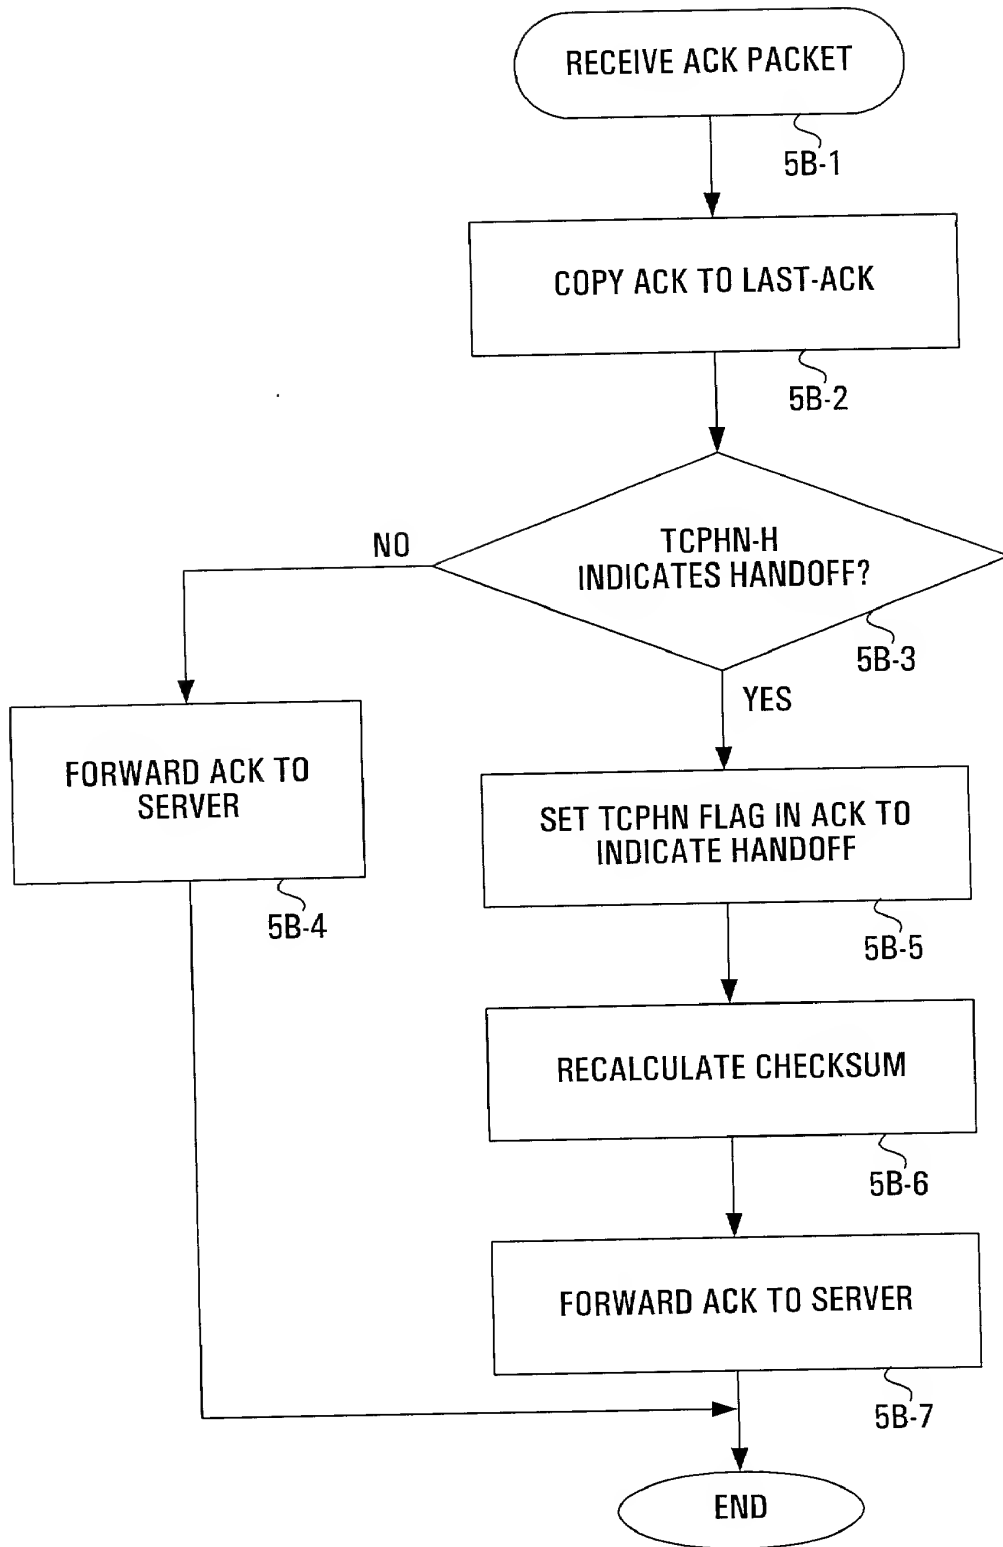 RECEIVE ACK PACKET
5B-1
COPY ACK TO LAST-ACK
5B-2
TCPHN-H
INDICATES HANDOFF?
5B-3
NO
YES
FORWARD ACK TO
SERVER
5B-4
SET TCPHN FLAG IN ACK TO
INDICATE HANDOFF
5B-5
RECALCULATE CHECKSUM
5B-6
FORWARD ACK TO SERVER
5B-7
END